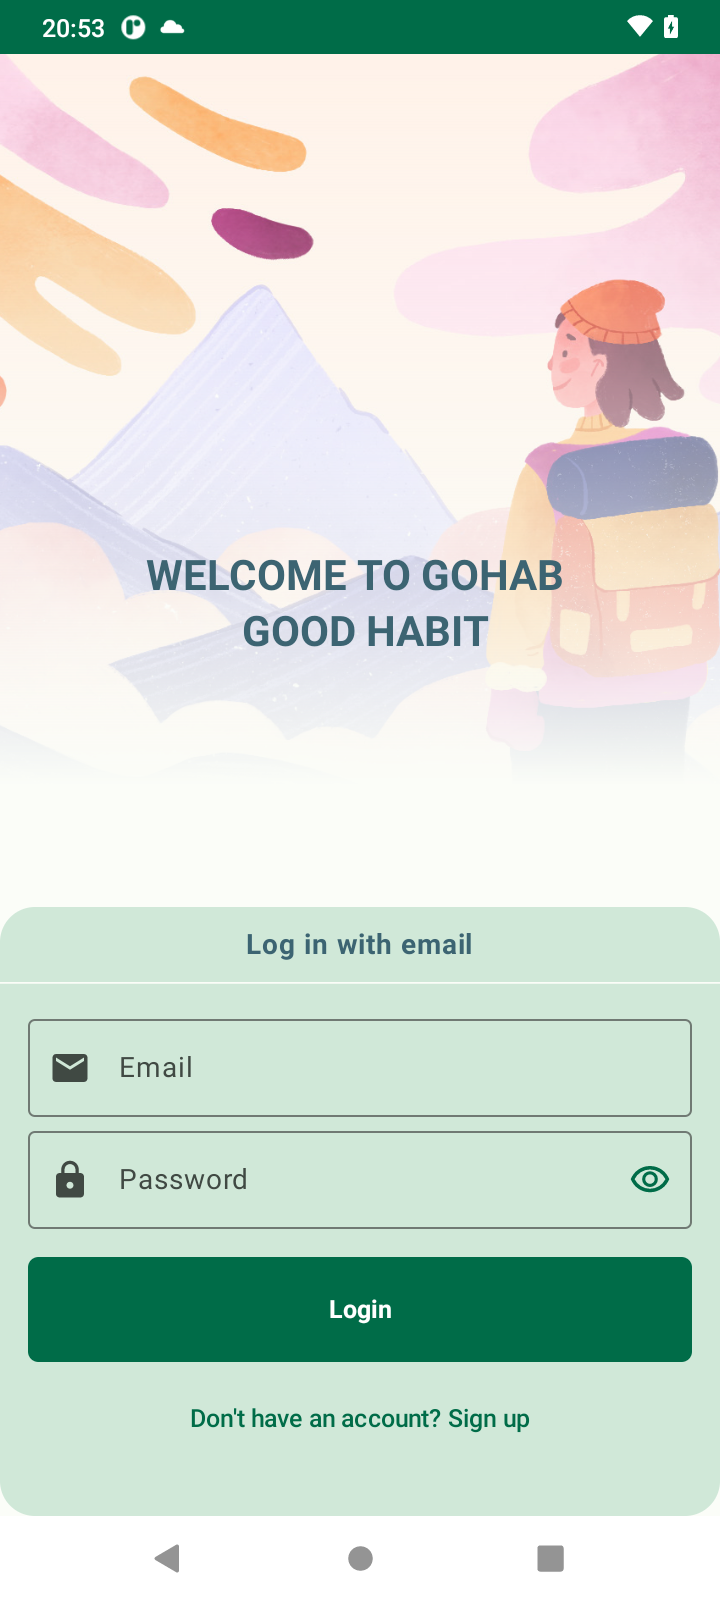 20:53
WELCOME TO GOHAB
GOOD HABIT
Log in with email
Email
Password
Login
Don't have an account? Sign up